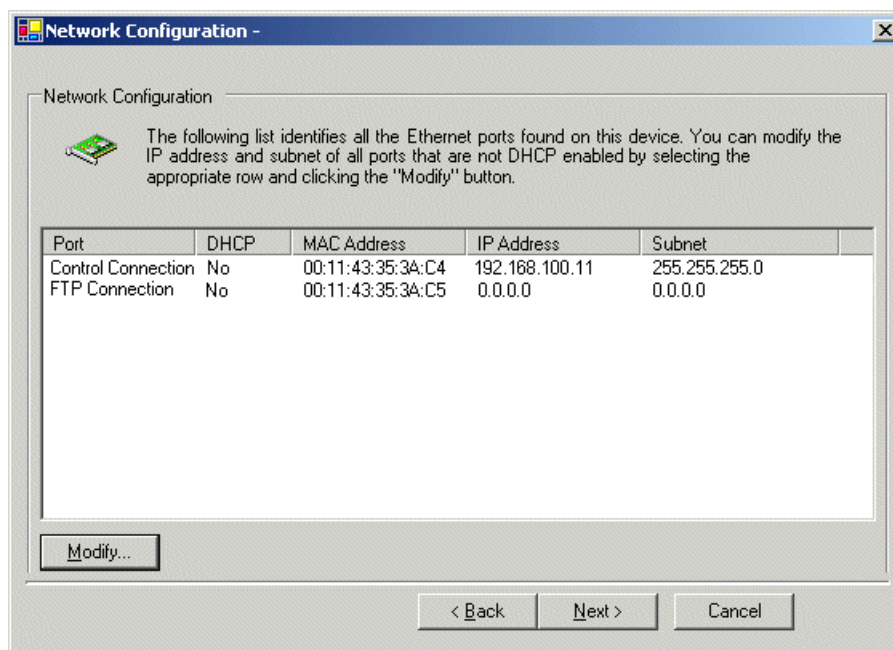 Network Configuration -
Network Configuration
The following list identifies all the Ethernet ports found on this device. You can modify the
IP address and subnet of all ports that are not DHCP enabled by selecting the
appropriate row and clicking the "Modify" button.
Port DHCP MAC Address IP Address Subnet
Control Connection No 00:11:43:35:3A:C4 192.168.100.11 255.255.255.0
FTP Connection No 00:11:43:35:3A:C5 0.0.0.0 0.0.0.0
Modify...
< Back Next > Cancel